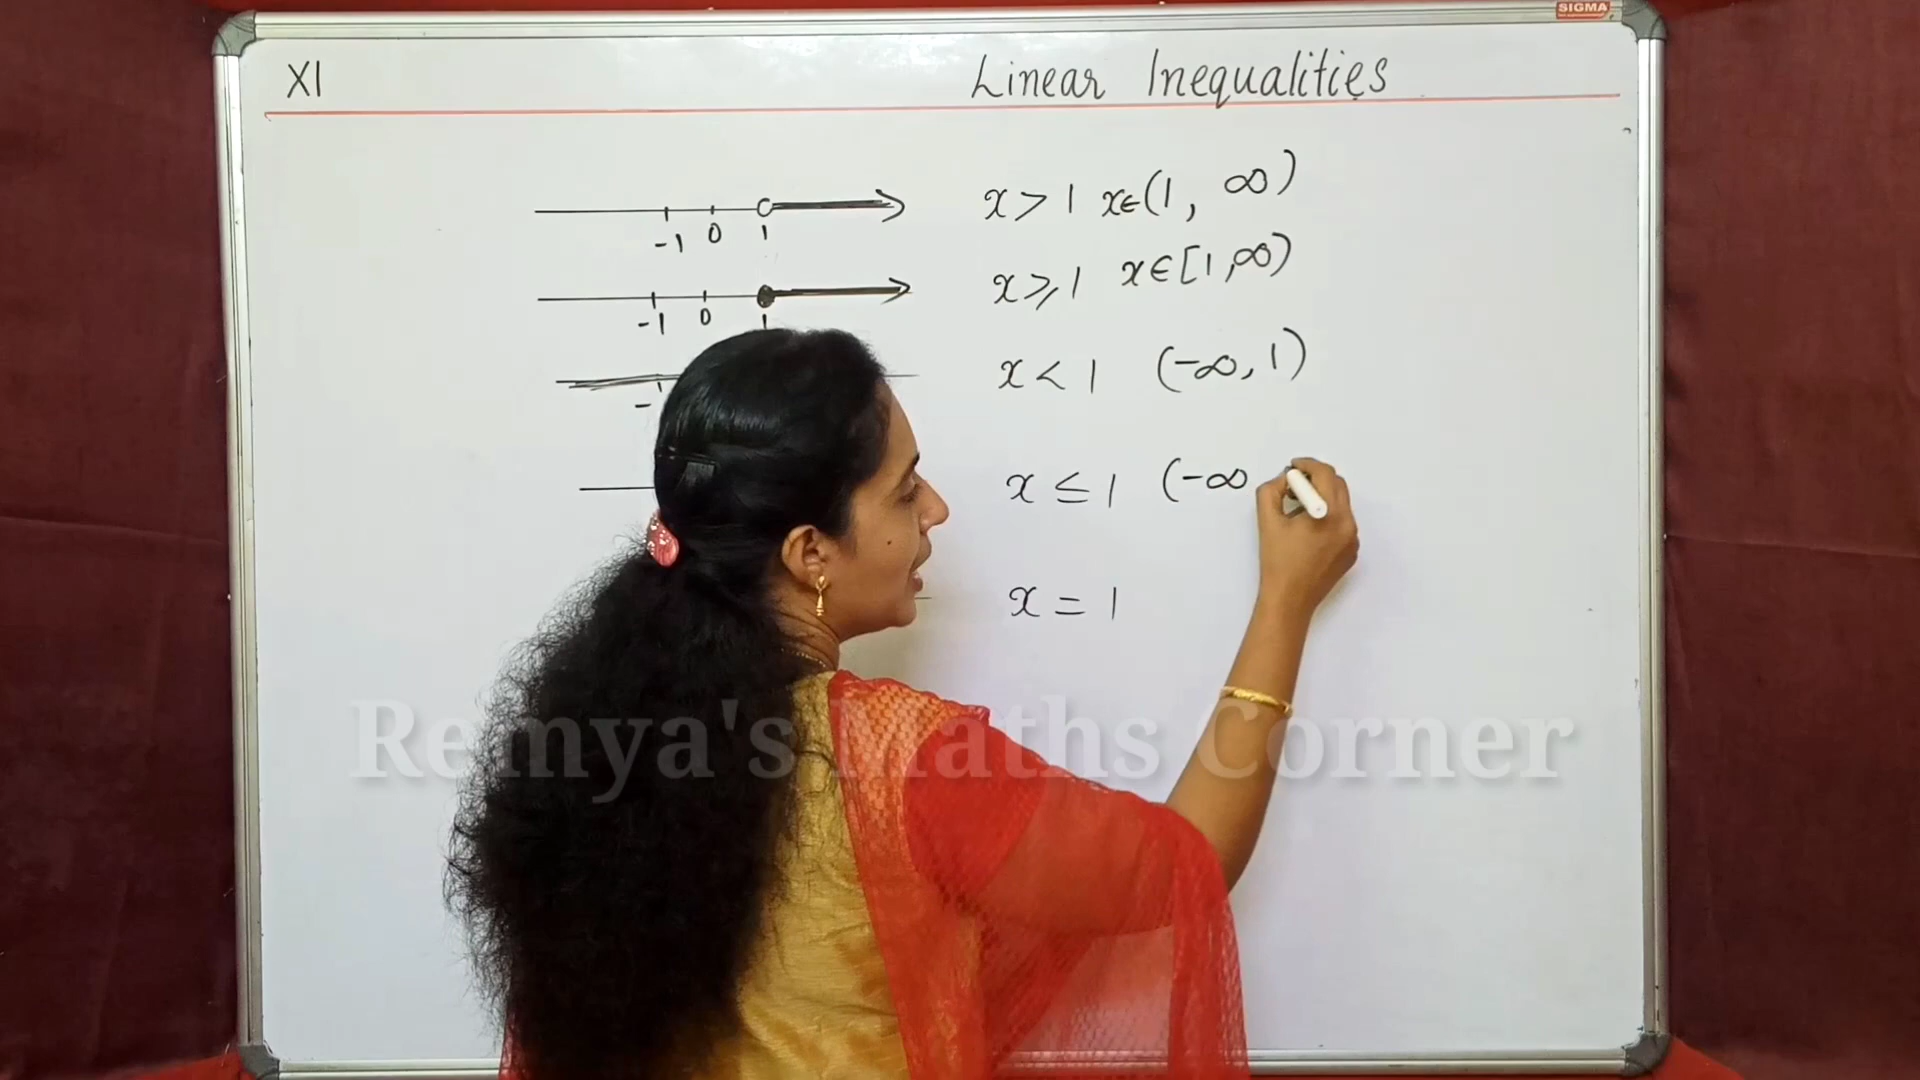 SIGMA
XI Linear Inequalities
x > 1 x∈(1, ∞)
-1 0 1
x ≥ 1 x∈[1,∞)
-1 0 1
x < 1 (-∞, 1)
-
x ≤ 1 (-∞
x = 1
Remya's Maths Corner